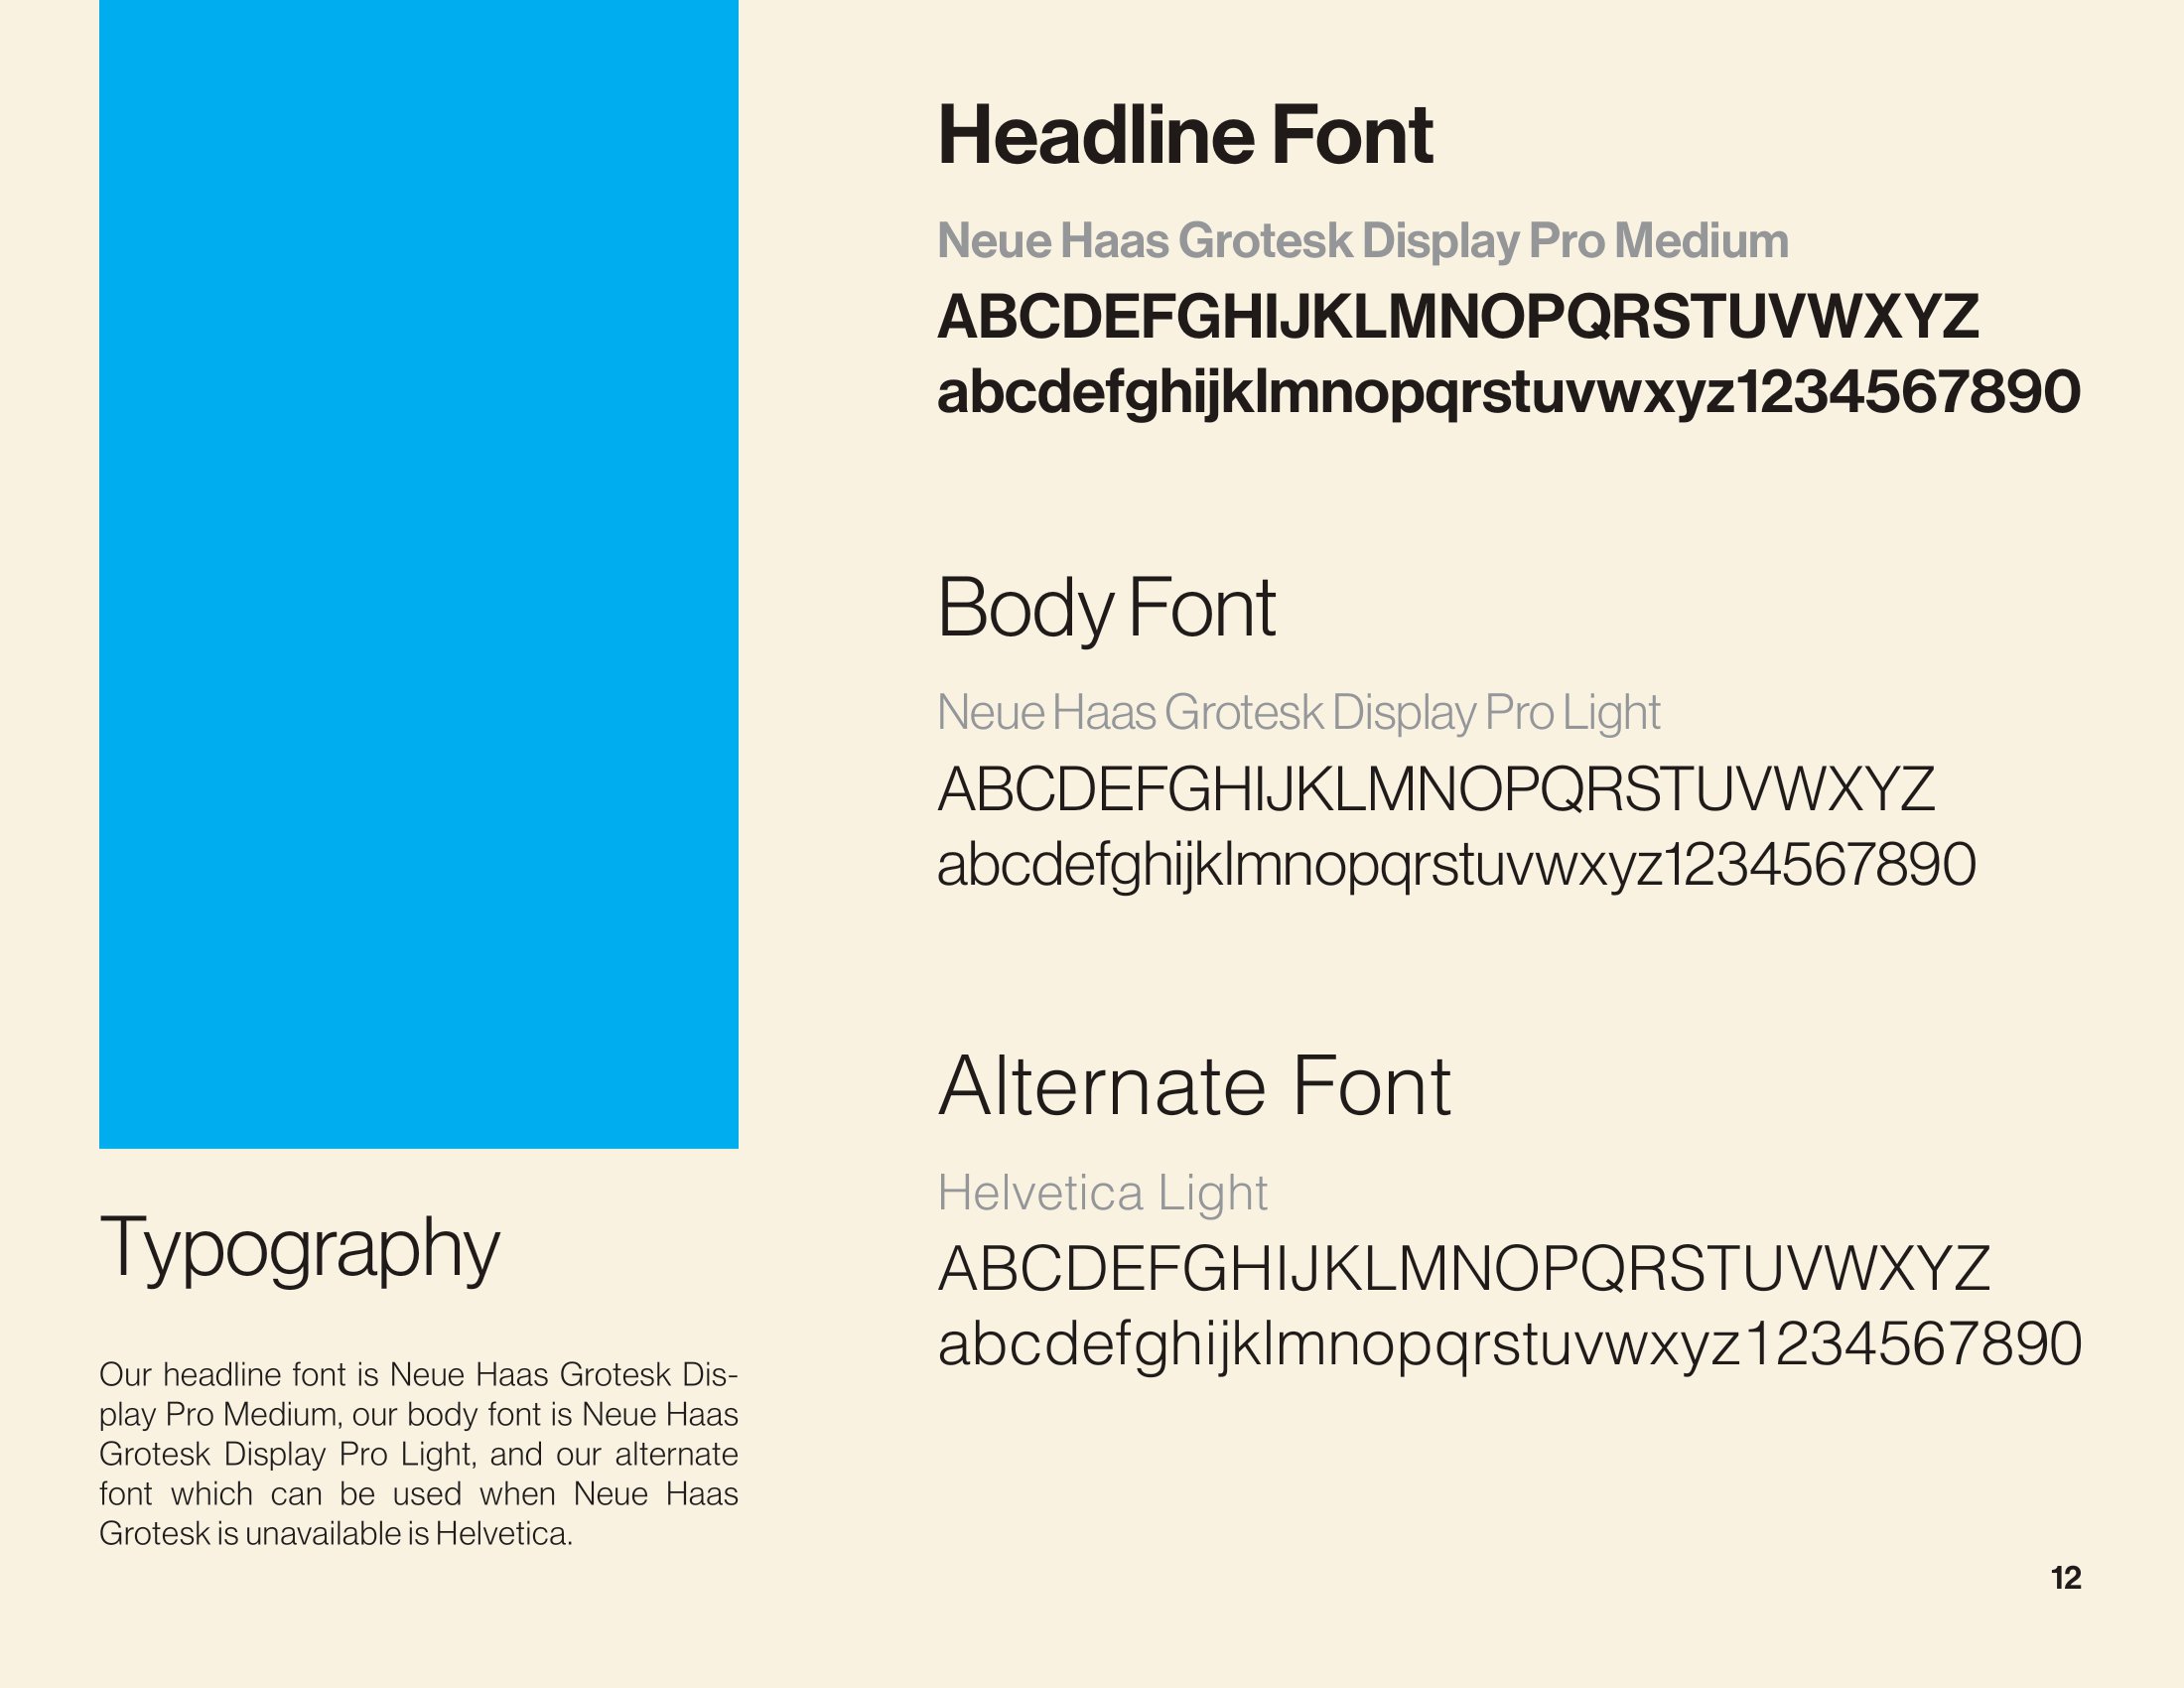 Headline Font
Neue Haas Grotesk Display Pro Medium
ABCDEFGHIJKLMNOPQRSTUVWXYZ
abcdefghijklmnopqrstuvwxyz1234567890
Body Font
Neue Haas Grotesk Display Pro Light
ABCDEFGHIJKLMNOPQRSTUVWXYZ
abcdefghijklmnopqrstuvwxyz1234567890
Alternate Font
Helvetica Light
ABCDEFGHIJKLMNOPQRSTUVWXYZ
abcdefghijklmnopqrstuvwxyz1234567890
Typography
Our headline font is Neue Haas Grotesk Dis-
play Pro Medium, our body font is Neue Haas
Grotesk Display Pro Light, and our alternate
font which can be used when Neue Haas
Grotesk is unavailable is Helvetica.
12